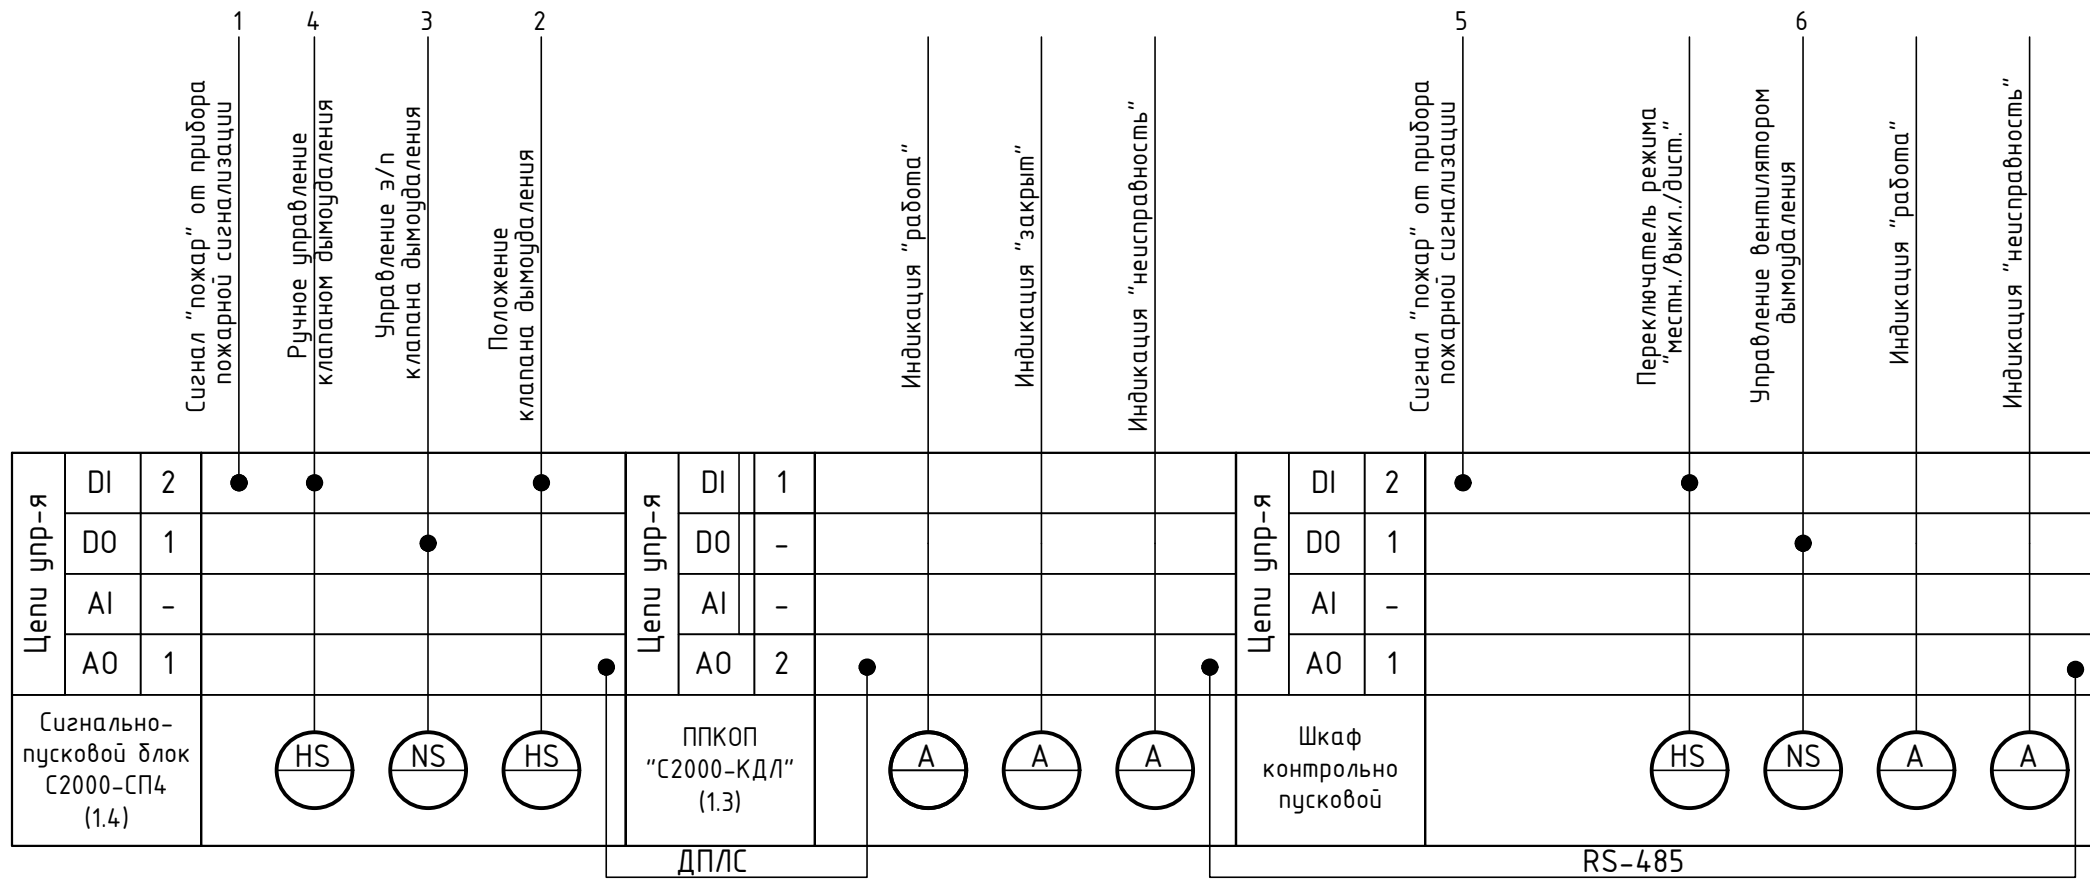 1
4
3
2
5
6
Сигнал "пожар" от прибора
пожарной сигнализации
Ручное управление
клапаном дымоудаления
Управление э/п
клапана дымоудаления
Положение
клапана дымоудаления
Индикация "работа"
Индикация "закрыт"
Индикация "неисправность"
Сигнал "пожар" от прибора
пожарной сигнализации
Переключатель режима
"местн./выкл./дист."
Управление вентилятором
дымоудаления
Индикация "работа"
Индикация "неисправность"
Цепи упр-я
DI 2
DO 1
AI -
AO 1
Цепи упр-я
DI 1
DO -
AI -
AO 2
Цепи упр-я
DI 2
DO 1
AI -
AO 1
Сигнально-
пусковой блок
С2000-СП4
(1.4)
HS
NS
HS
ППКОП
"С2000-КДЛ"
(1.3)
A
A
A
Шкаф
контрольно
пусковой
HS
NS
A
A
ДПЛС
RS-485